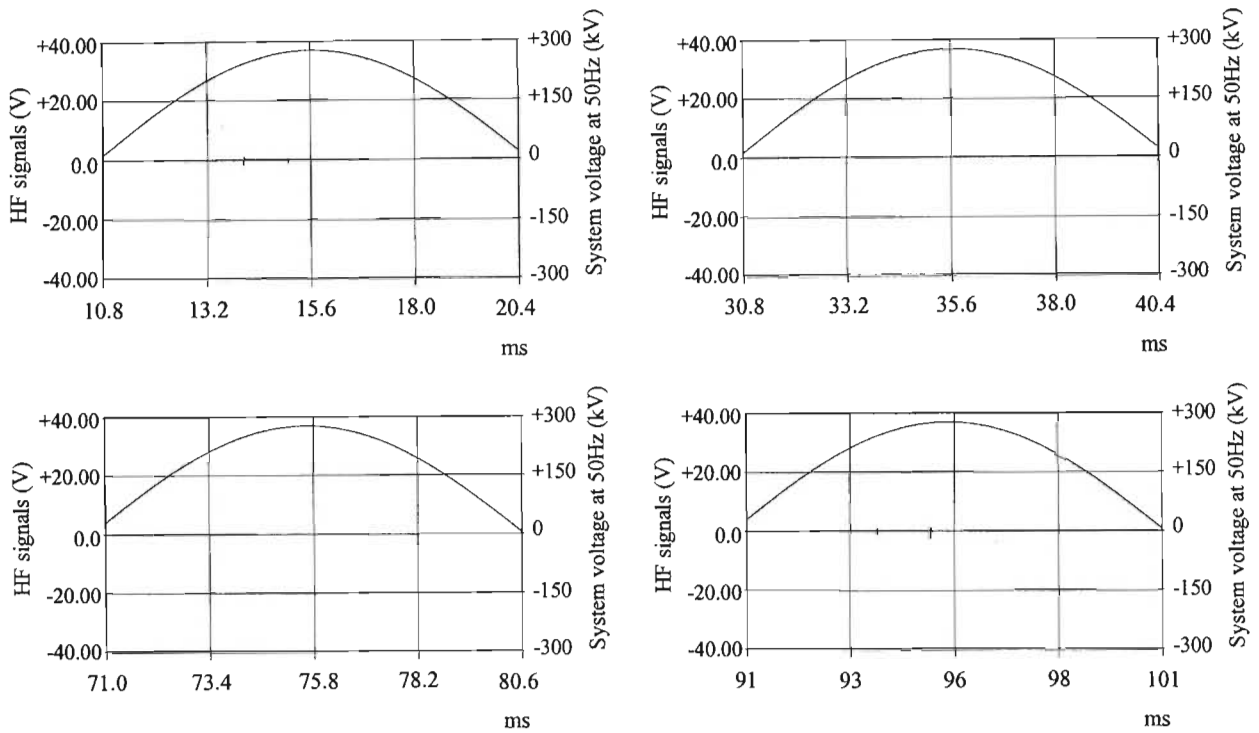 HF signals (V)
+40.00
+20.00
0.0
-20.00
-40.00
+300
+150
0
-150
-300
System voltage at 50Hz (kV)
10.8 13.2 15.6 18.0 20.4
ms
HF signals (V)
+40.00
+20.00
0.0
-20.00
-40.00
+300
+150
0
-150
-300
System voltage at 50Hz (kV)
30.8 33.2 35.6 38.0 40.4
ms
HF signals (V)
+40.00
+20.00
0.0
-20.00
-40.00
+300
+150
0
-150
-300
System voltage at 50Hz (kV)
71.0 73.4 75.8 78.2 80.6
ms
HF signals (V)
+40.00
+20.00
0.0
-20.00
-40.00
+300
+150
0
-150
-300
System voltage at 50Hz (kV)
91 93 96 98 101
ms